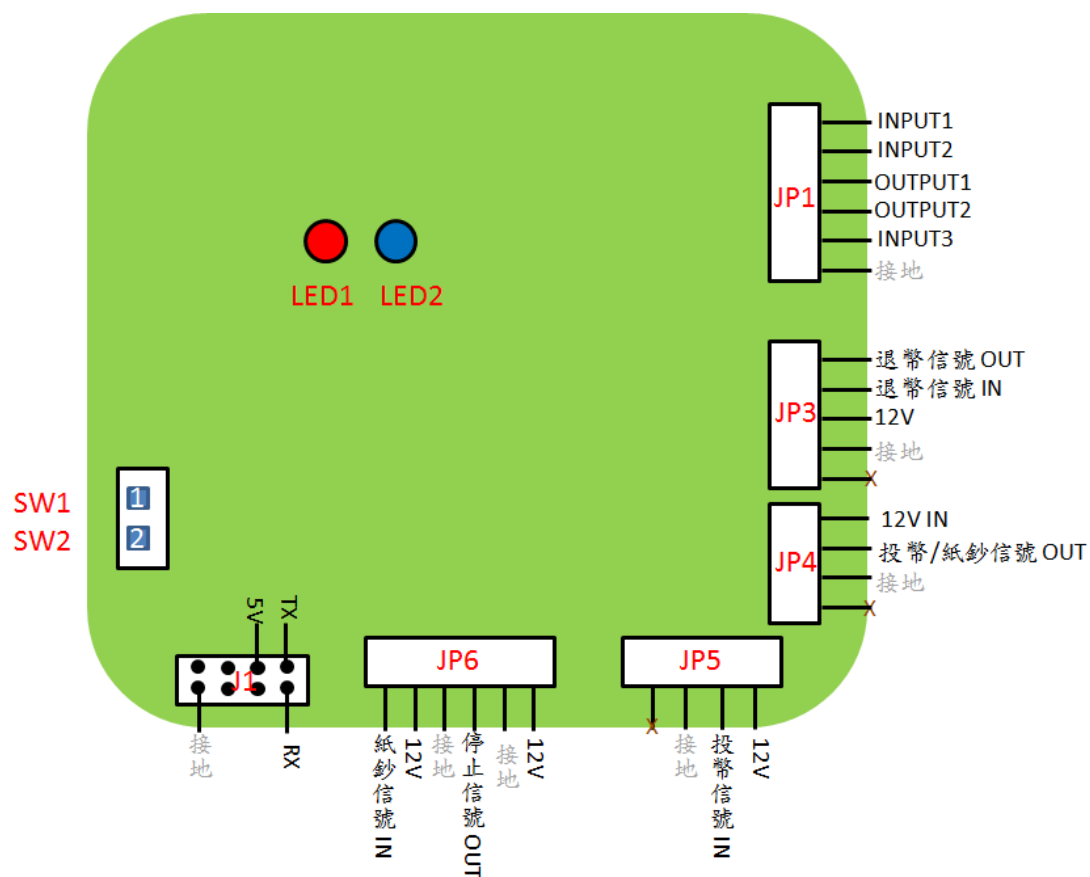 INPUT1
INPUT2
OUTPUT1
JP1
OUTPUT2
INPUT3
接地
LED1
LED2
退幣信號 OUT
退幣信號 IN
JP3
12V
接地
X
SW1
1
SW2
2
12V IN
投幣/紙鈔信號 OUT
JP4
接地
X
5V
TX
J1
接地
RX
JP6
紙鈔信號 IN
12V
接地
停止信號 OUT
接地
12V
JP5
X
接地
投幣信號 IN
12V